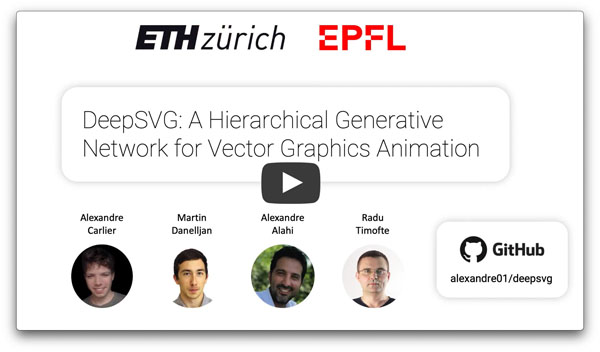 ETH zürich EPFL
DeepSVG: A Hierarchical Generative
Network for Vector Graphics Animation
Alexandre
Carlier
Martin
Danelljan
Alexandre
Alahi
Radu
Timofte
GitHub
alexandre01/deepsvg